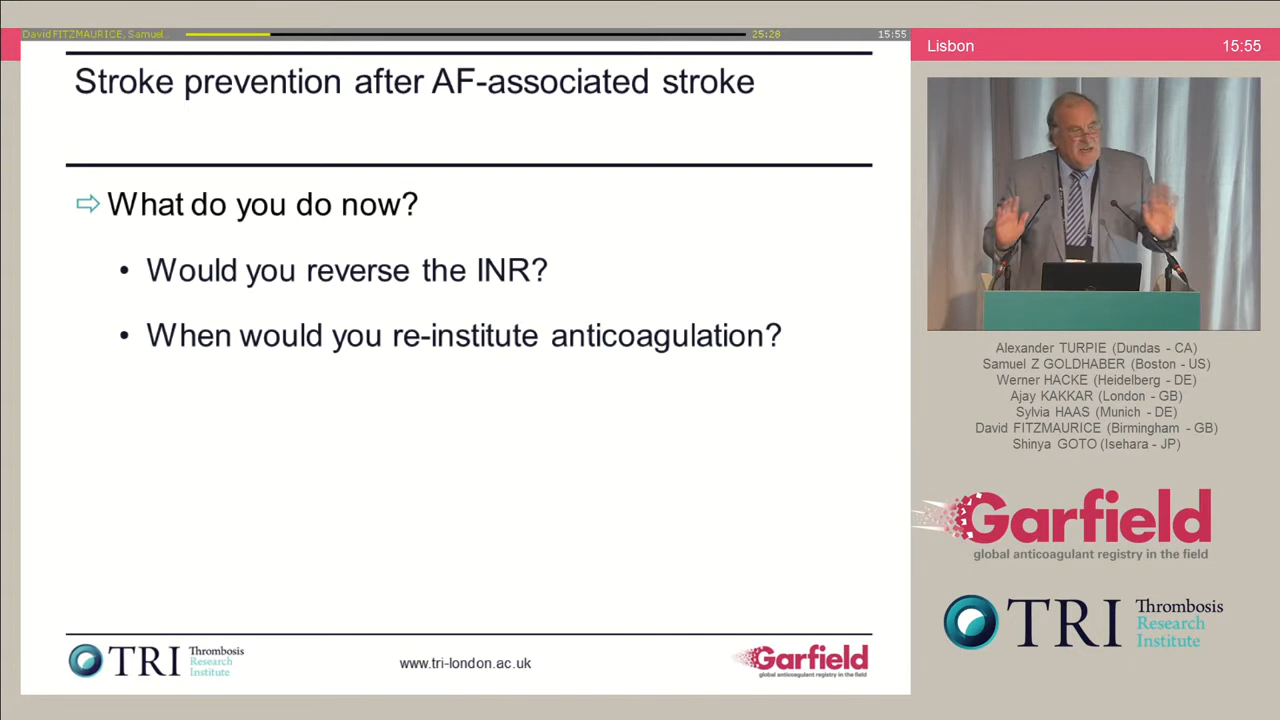 David FITZMAURICE, Samuel...
25:28
15:55
Stroke prevention after AF-associated stroke
What do you do now?
• Would you reverse the INR?
• When would you re-institute anticoagulation?
TRI Thrombosis
Research
Institute
www.tri-london.ac.uk
Garfield
global anticoagulant registry in the field
Lisbon
15:55
Alexander TURPIE (Dundas - CA)
Samuel Z GOLDHABER (Boston - US)
Werner HACKE (Heidelberg - DE)
Ajay KAKKAR (London - GB)
Sylvia HAAS (Munich - DE)
David FITZMAURICE (Birmingham - GB)
Shinya GOTO (Isehara - JP)
Garfield
global anticoagulant registry in the field
TRI Thrombosis
Research
Institute